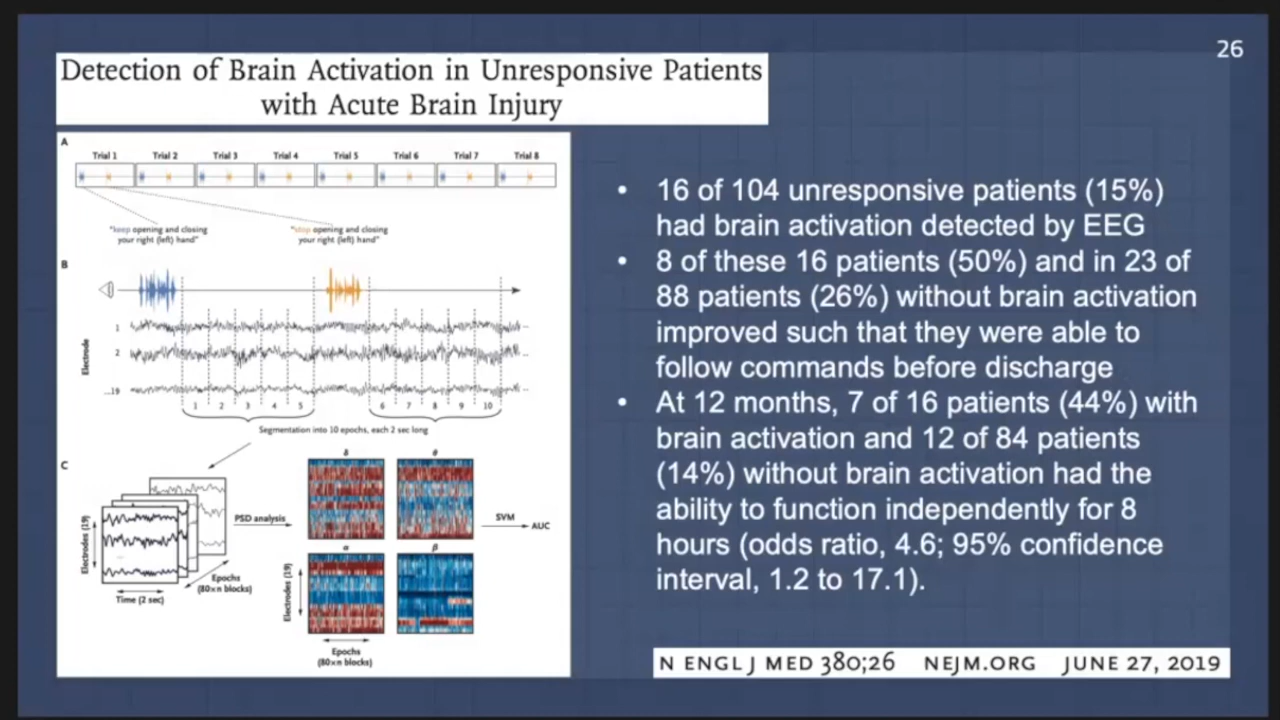 26
Detection of Brain Activation in Unresponsive Patients
with Acute Brain Injury
A
Trial 1 Trial 2 Trial 3 Trial 4 Trial 5 Trial 6 Trial 7 Trial 8
"keep opening and closing
your right (left) hand"
"stop opening and closing
your right (left) hand"
B
Electrode
1
2
...19
1 2 3 4 5 6 7 8 9 10
Segmentation into 10 epochs, each 2 sec long
C
Electrodes (19)
Time (2 sec)
Epochs
(80×n blocks)
PSD analysis
δ θ
α β
Electrodes (19)
Epochs
(80×n blocks)
SVM
AUC
• 16 of 104 unresponsive patients (15%)
had brain activation detected by EEG
• 8 of these 16 patients (50%) and in 23 of
88 patients (26%) without brain activation
improved such that they were able to
follow commands before discharge
• At 12 months, 7 of 16 patients (44%) with
brain activation and 12 of 84 patients
(14%) without brain activation had the
ability to function independently for 8
hours (odds ratio, 4.6; 95% confidence
interval, 1.2 to 17.1).
N ENGL J MED 380;26 NEJM.ORG JUNE 27, 2019